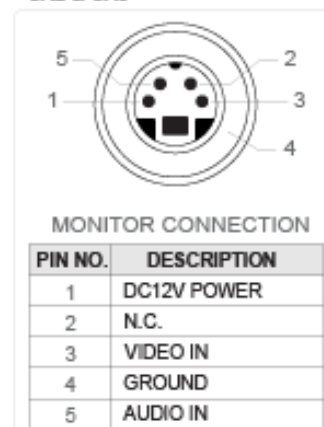 5 2
1 3
4
MONITOR CONNECTION
PIN NO. DESCRIPTION
1 DC12V POWER
2 N.C.
3 VIDEO IN
4 GROUND
5 AUDIO IN